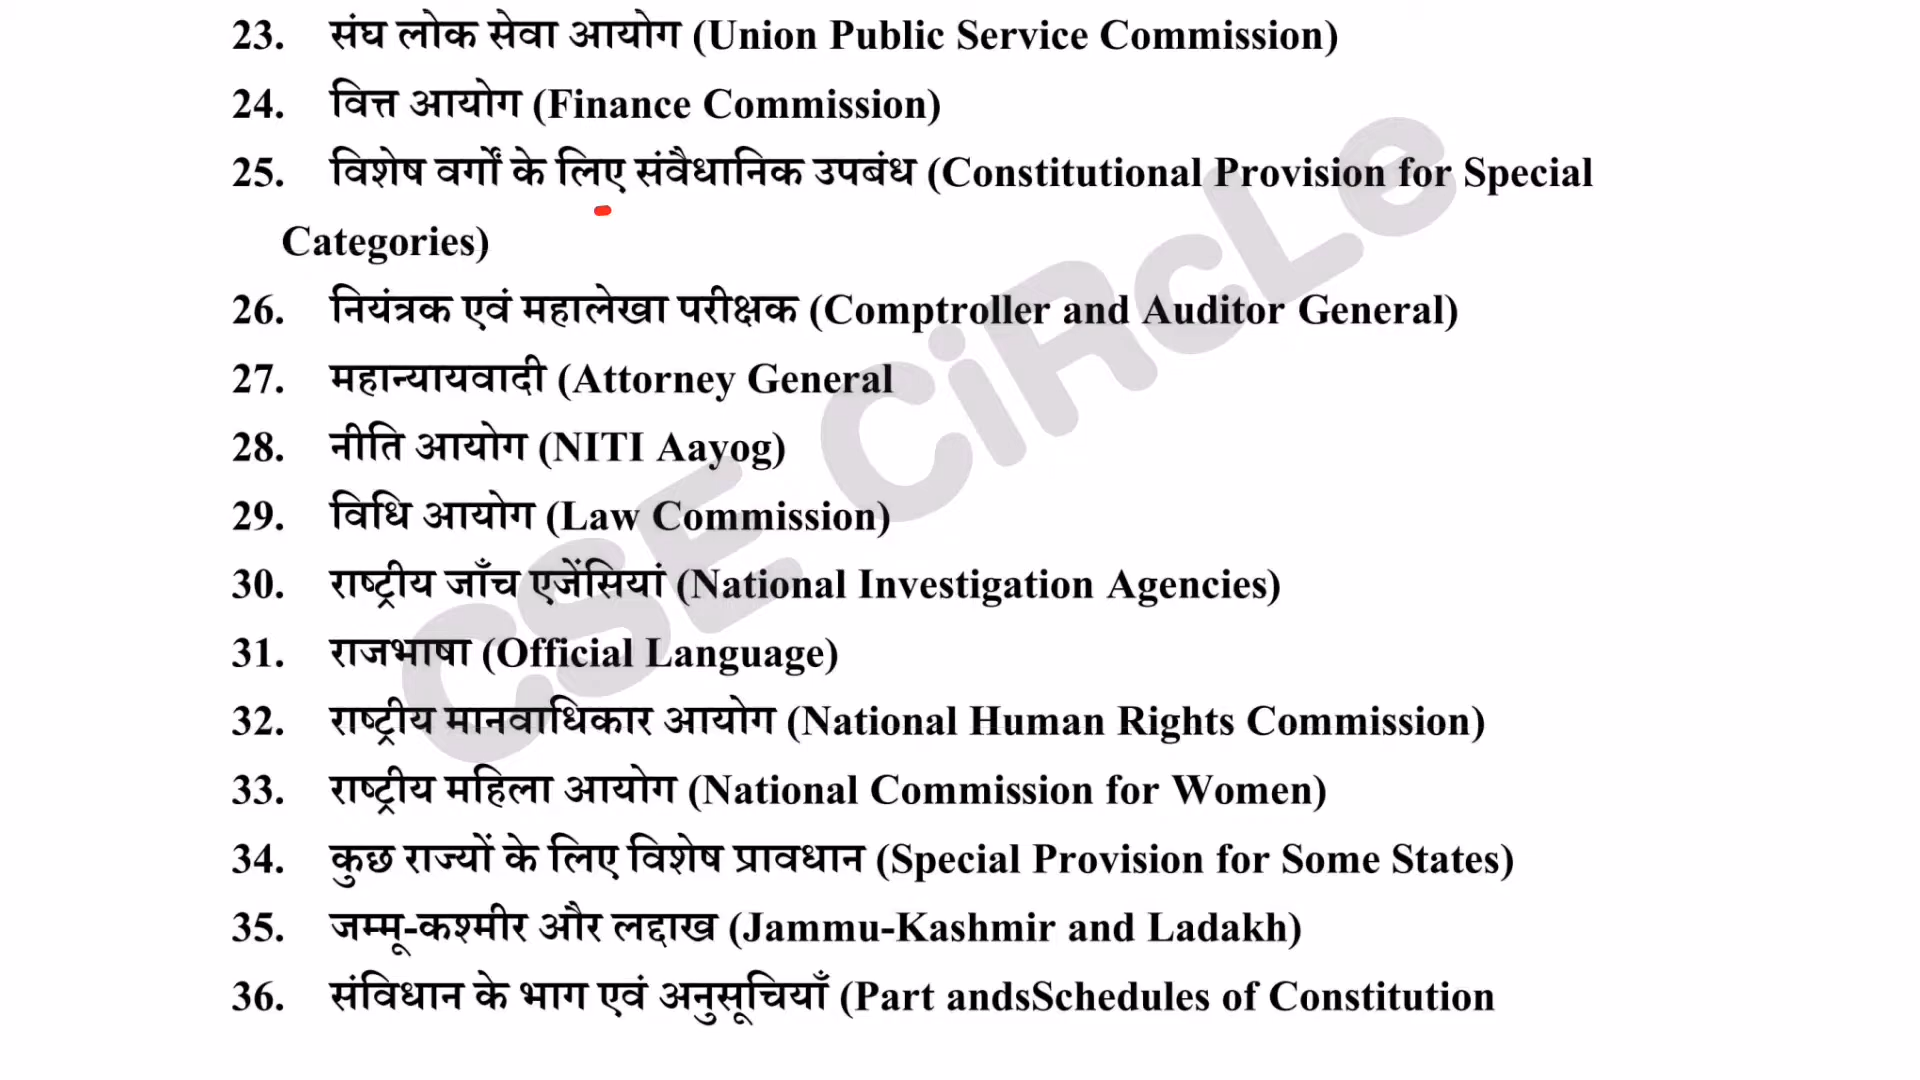 23. संघ लोक सेवा आयोग (Union Public Service Commission)
24. वित्त आयोग (Finance Commission)
25. विशेष वर्गों के लिए संवैधानिक उपबंध (Constitutional Provision for Special
Categories)
26. नियंत्रक एवं महालेखा परीक्षक (Comptroller and Auditor General)
27. महान्यायवादी (Attorney General
28. नीति आयोग (NITI Aayog)
29. विधि आयोग (Law Commission)
30. राष्ट्रीय जाँच एजेंसियां (National Investigation Agencies)
31. राजभाषा (Official Language)
32. राष्ट्रीय मानवाधिकार आयोग (National Human Rights Commission)
33. राष्ट्रीय महिला आयोग (National Commission for Women)
34. कुछ राज्यों के लिए विशेष प्रावधान (Special Provision for Some States)
35. जम्मू-कश्मीर और लद्दाख (Jammu-Kashmir and Ladakh)
36. संविधान के भाग एवं अनुसूचियाँ (Part andsSchedules of Constitution
CSE CiRcLe